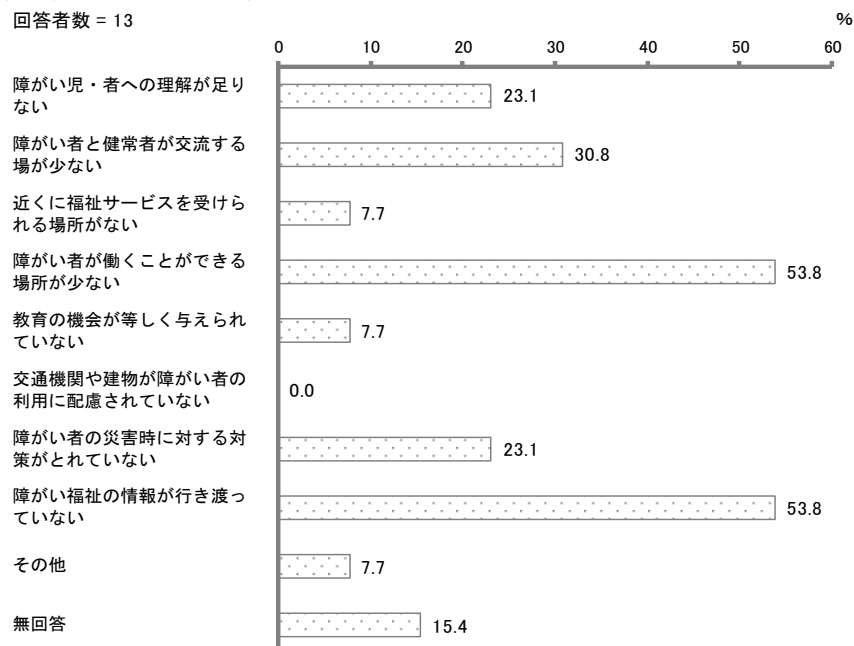 回答者数 = 13
%
0 10 20 30 40 50 60
障がい児・者への理解が足り
ない
23.1
障がい者と健常者が交流する
場が少ない
30.8
近くに福祉サービスを受けら
れる場所がない
7.7
障がい者が働くことができる
場所が少ない
53.8
教育の機会が等しく与えられ
ていない
7.7
交通機関や建物が障がい者の
利用に配慮されていない
0.0
障がい者の災害時に対する対
策がとれていない
23.1
障がい福祉の情報が行き渡っ
ていない
53.8
その他
7.7
無回答
15.4